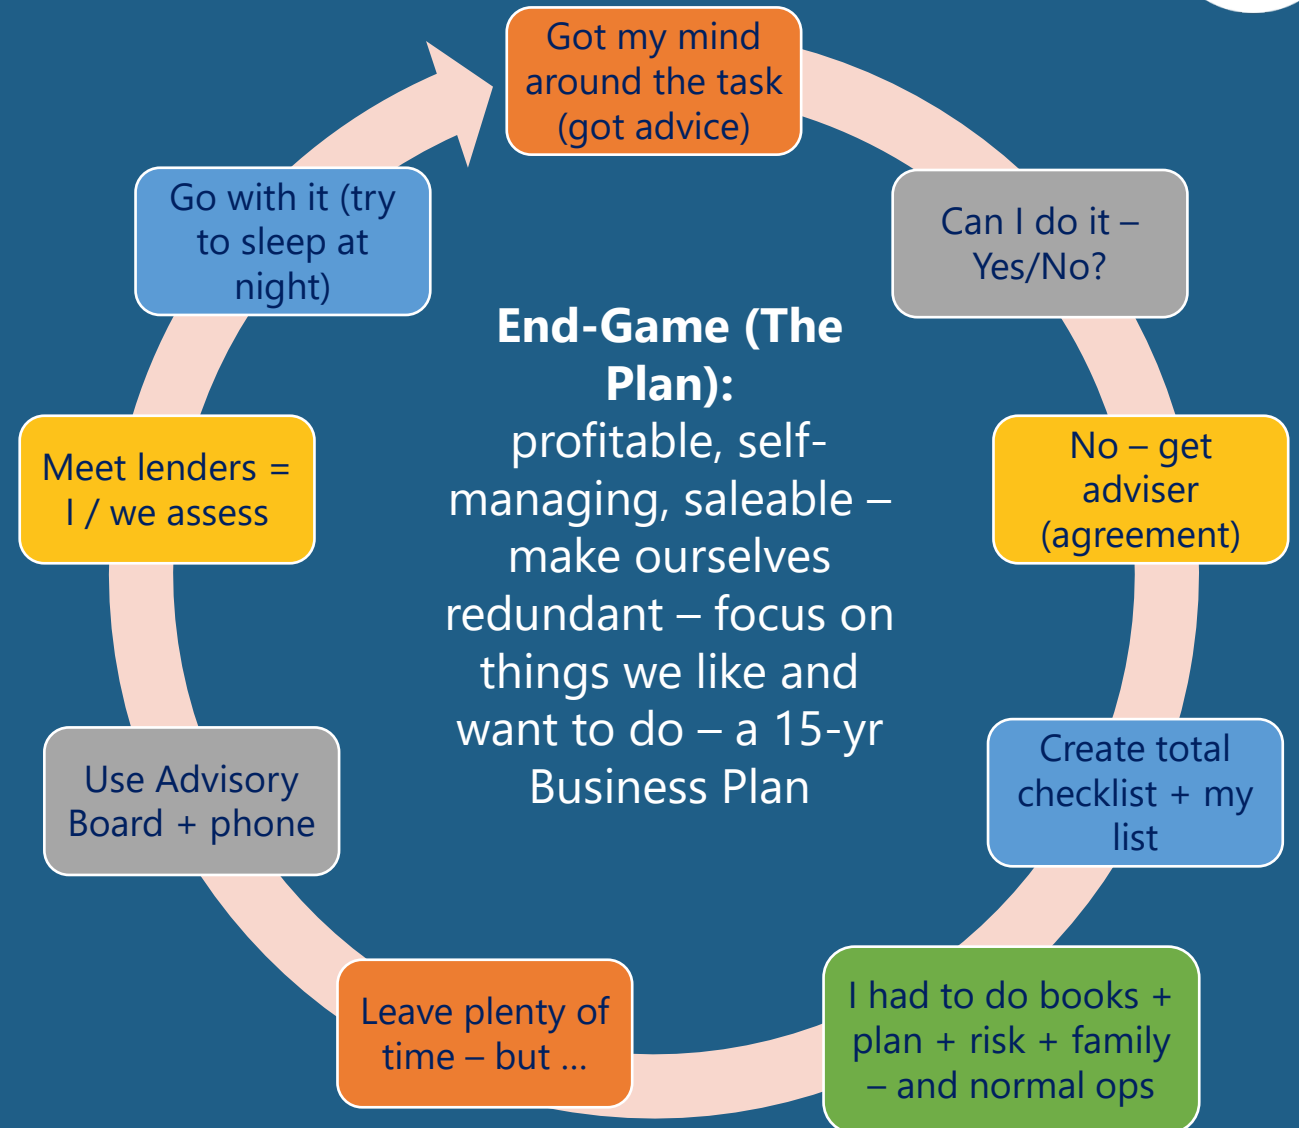 Got my mind
around the task
(got advice)
Can I do it –
Yes/No?
No – get
adviser
(agreement)
Create total
checklist + my
list
I had to do books +
plan + risk + family
– and normal ops
Leave plenty of
time – but ...
Use Advisory
Board + phone
Meet lenders =
I / we assess
Go with it (try
to sleep at
night)
End-Game (The
Plan):
profitable, self-
managing, saleable –
make ourselves
redundant – focus on
things we like and
want to do – a 15-yr
Business Plan